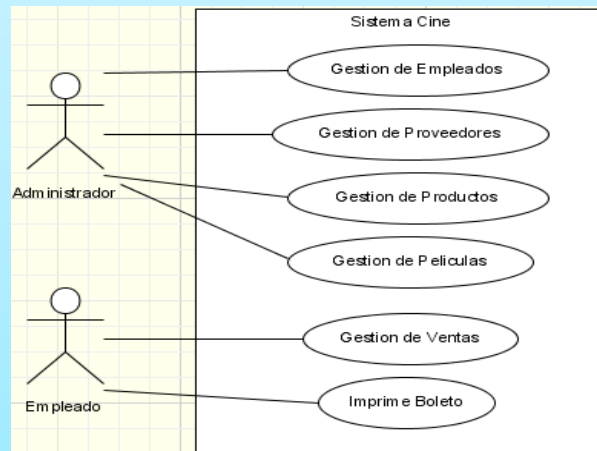 Sistema Cine
Gestion de Empleados
Gestion de Proveedores
Administrador
Gestion de Productos
Gestion de Peliculas
Gestion de Ventas
Empleado
Imprime Boleto